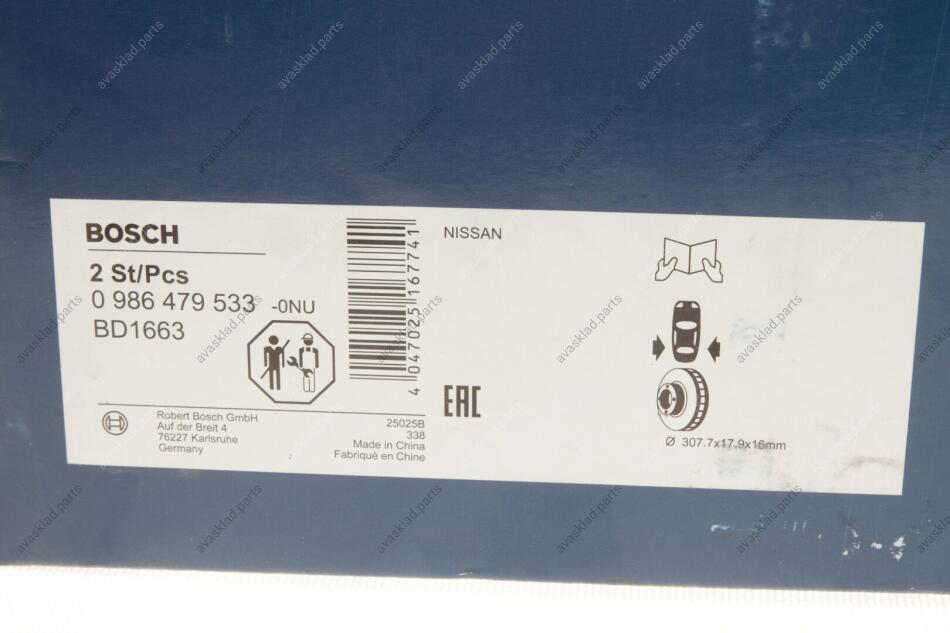 BOSCH
2 St/Pcs
0 986 479 533 -0NU
BD1663
Robert Bosch GmbH
Auf der Breit 4
76227 Karlsruhe
Germany
25025B
338
Made in China
Fabriqué en Chine
4 047025 167741
NISSAN
EAC
Ø 307.7x17.9x16mm
avasklad.parts